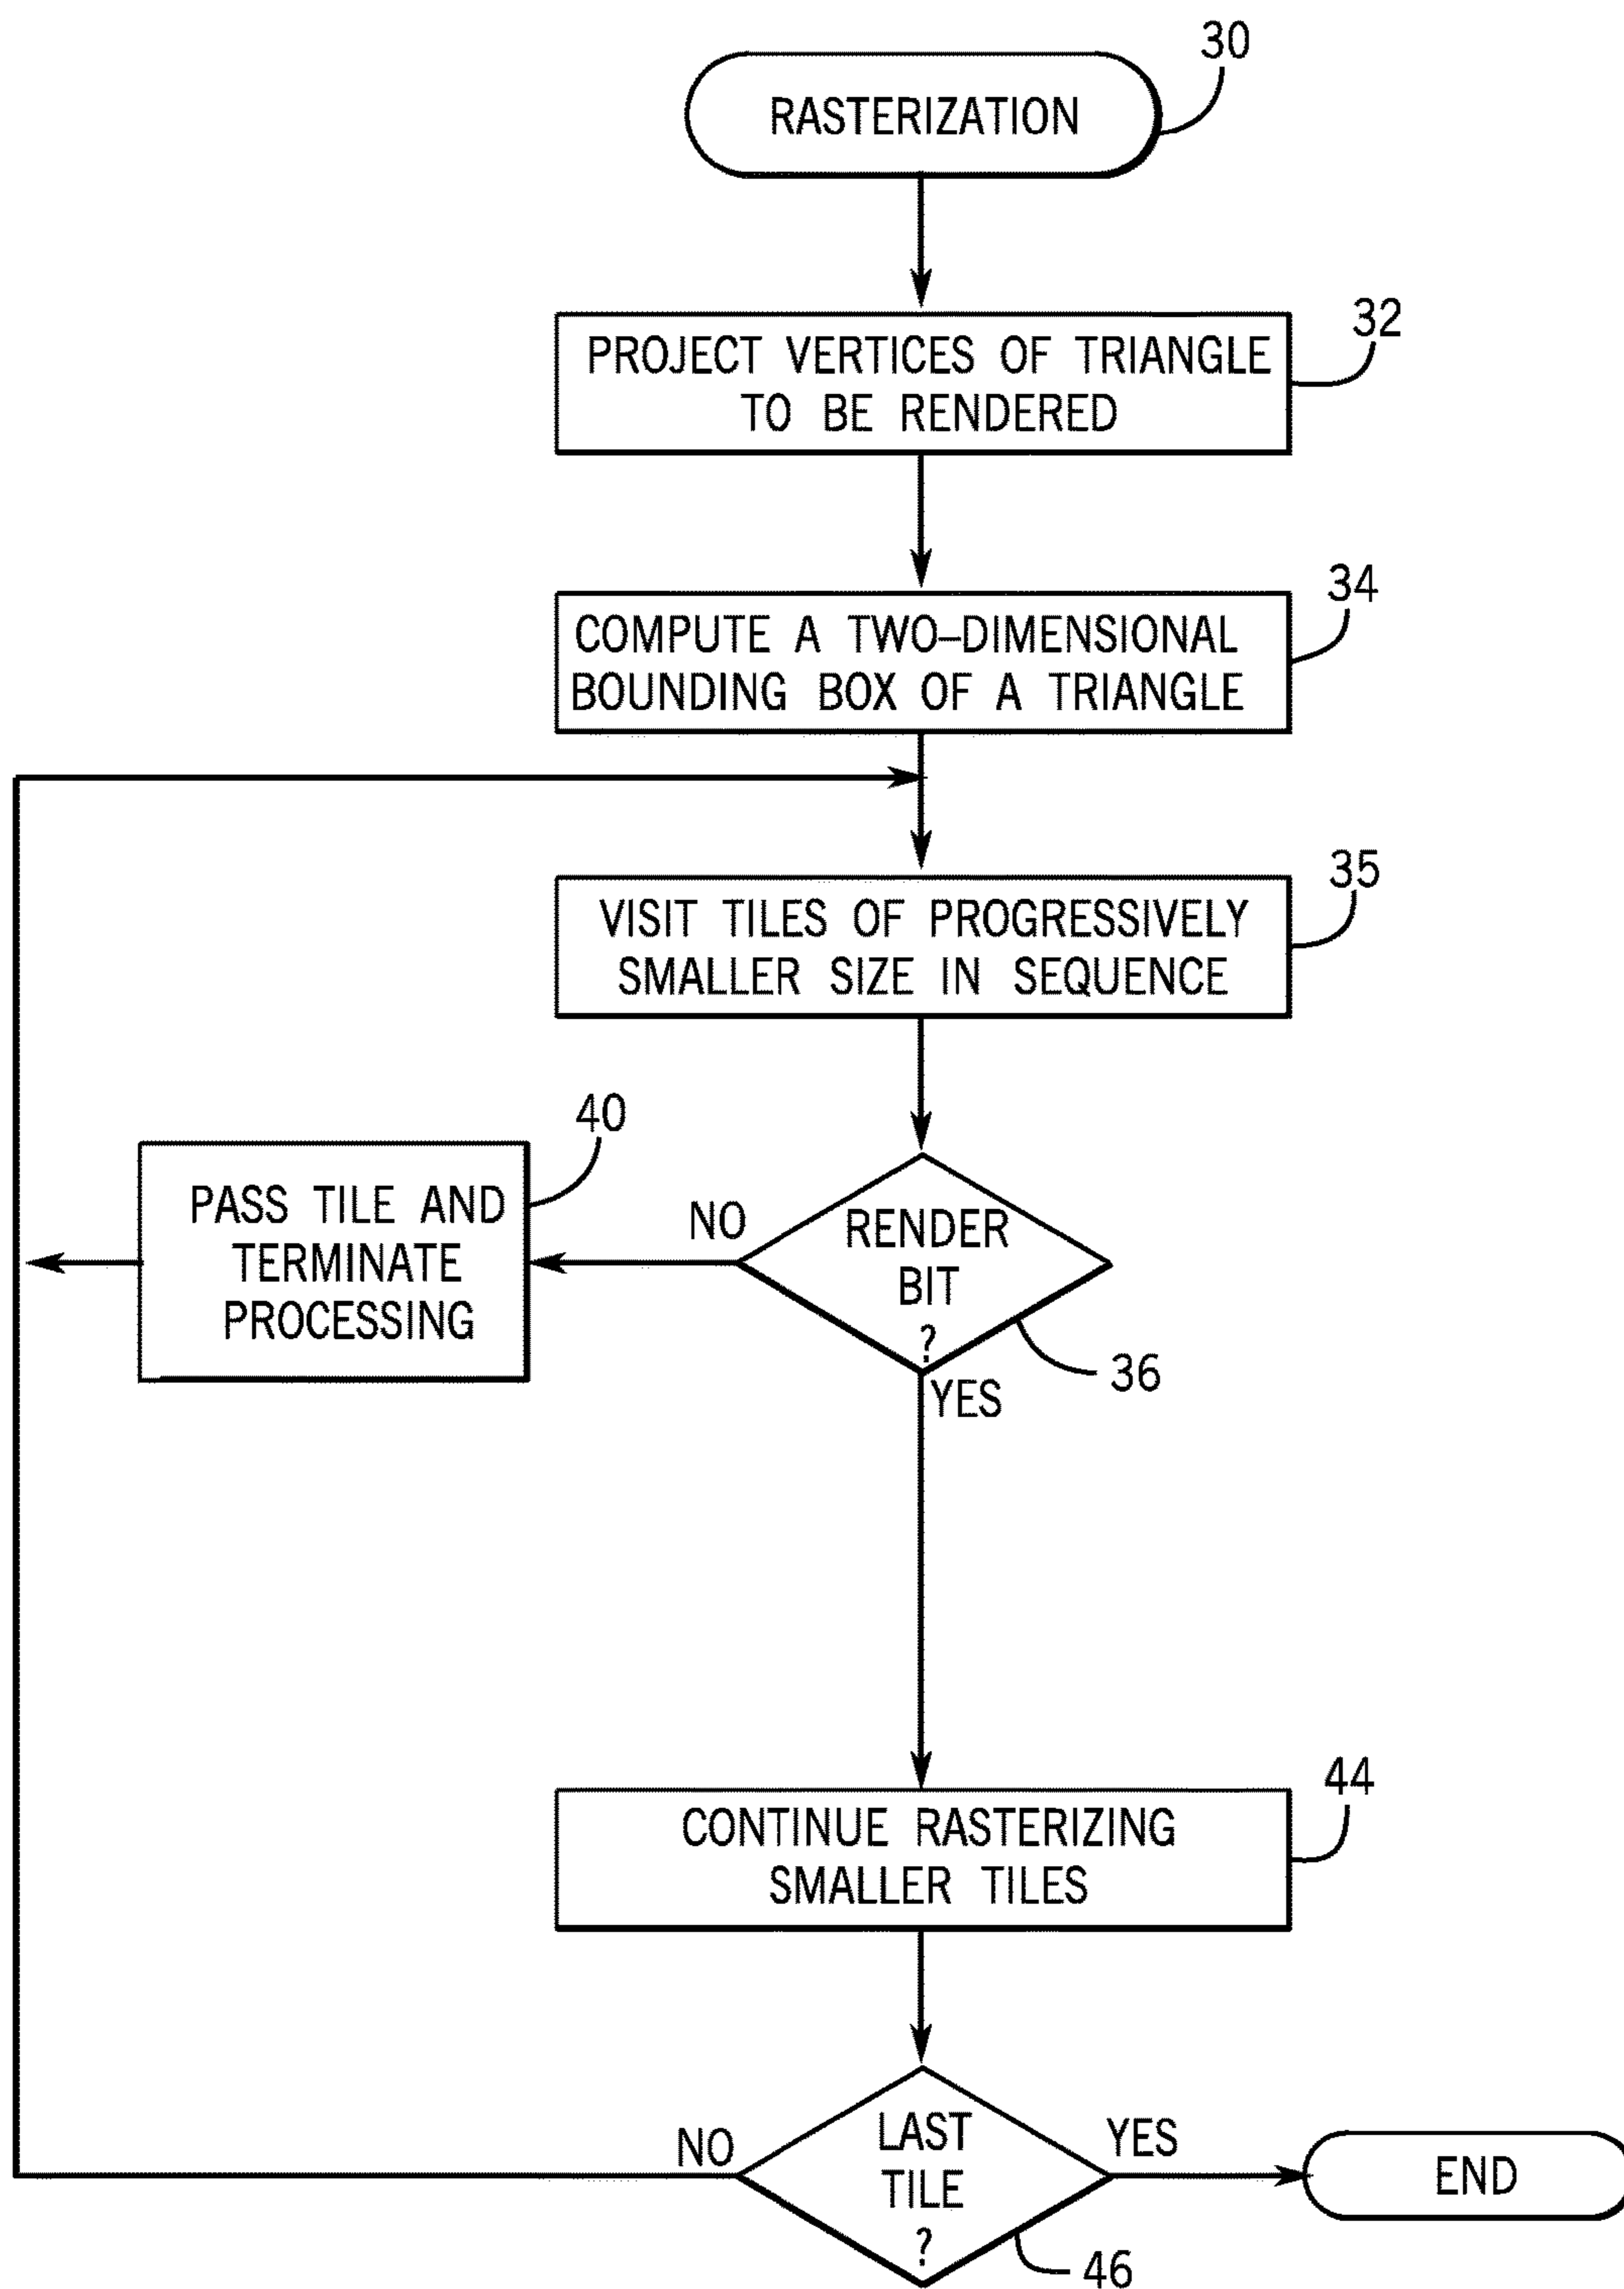 30
RASTERIZATION
32
PROJECT VERTICES OF TRIANGLE
TO BE RENDERED
34
COMPUTE A TWO–DIMENSIONAL
BOUNDING BOX OF A TRIANGLE
35
VISIT TILES OF PROGRESSIVELY
SMALLER SIZE IN SEQUENCE
40
PASS TILE AND
TERMINATE
PROCESSING
NO
RENDER
BIT
?
36
YES
44
CONTINUE RASTERIZING
SMALLER TILES
NO
LAST
TILE
?
YES
46
END